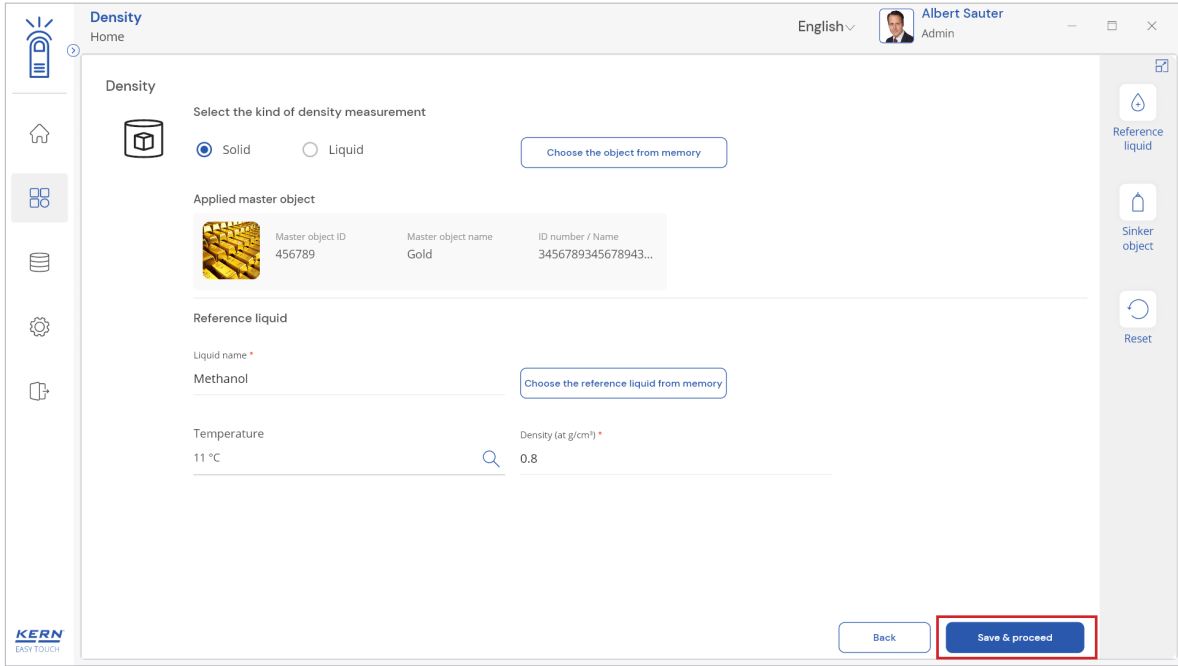 Density
Home
English
Albert Sauter
Admin
Density
Select the kind of density measurement
Solid
Liquid
Choose the object from memory
Applied master object
Master object ID
Master object name
ID number / Name
456789
Gold
3456789345678943...
Reference liquid
Liquid name *
Methanol
Choose the reference liquid from memory
Temperature
Density (at g/cm³) *
11 °C
0.8
Back
Save & proceed
Reference
liquid
Sinker
object
Reset
KERN
EASY TOUCH